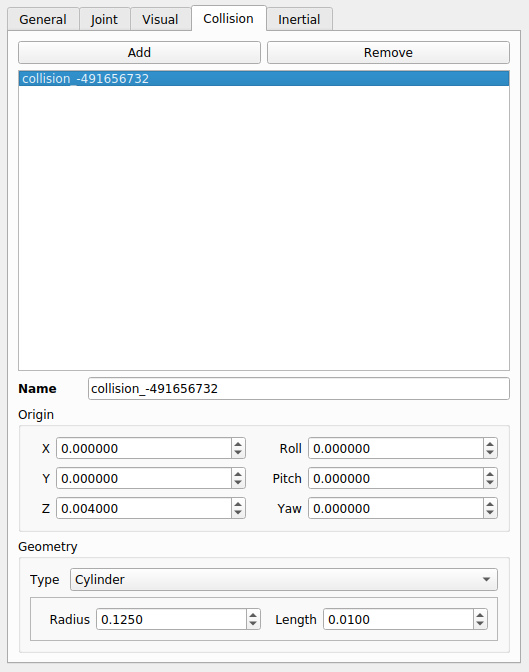 General Joint Visual Collision Inertial
Add Remove
collision_-491656732
Name collision_-491656732
Origin
X 0.000000 Roll 0.000000
Y 0.000000 Pitch 0.000000
Z 0.004000 Yaw 0.000000
Geometry
Type Cylinder
Radius 0.1250 Length 0.0100